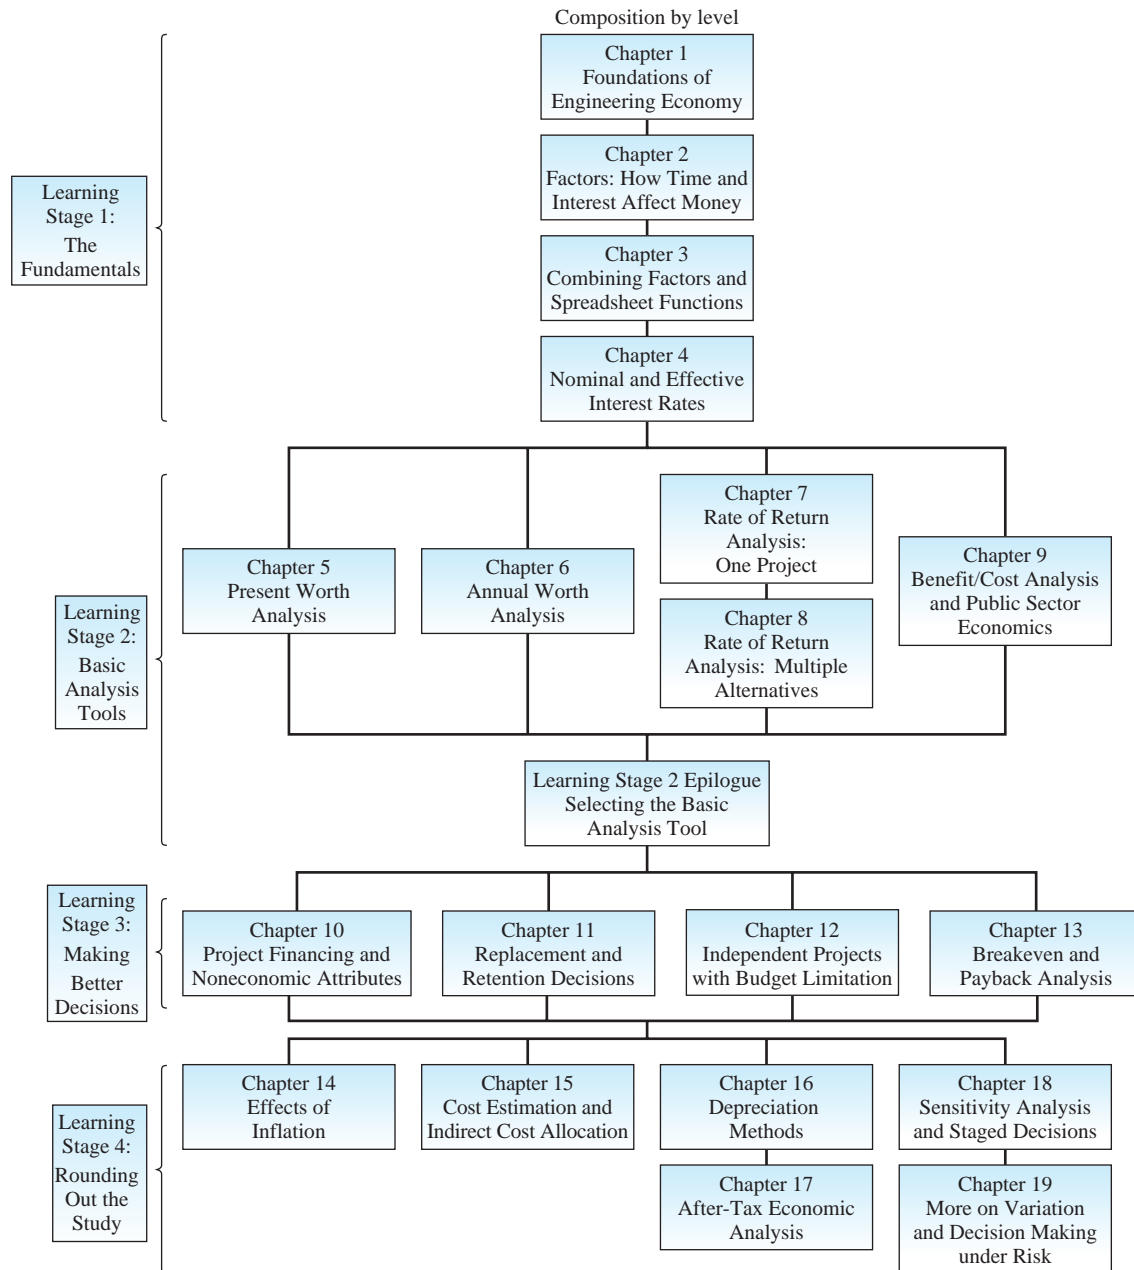 Composition by level
Chapter 1
Foundations of
Engineering Economy
Chapter 2
Factors: How Time and
Interest Affect Money
Learning
Stage 1:
The
Fundamentals
Chapter 3
Combining Factors and
Spreadsheet Functions
Chapter 4
Nominal and Effective
Interest Rates
Learning
Stage 2:
Basic
Analysis
Tools
Chapter 5
Present Worth
Analysis
Chapter 6
Annual Worth
Analysis
Chapter 7
Rate of Return
Analysis:
One Project
Chapter 8
Rate of Return
Analysis: Multiple
Alternatives
Chapter 9
Benefit/Cost Analysis
and Public Sector
Economics
Learning Stage 2 Epilogue
Selecting the Basic
Analysis Tool
Learning
Stage 3:
Making
Better
Decisions
Chapter 10
Project Financing and
Noneconomic Attributes
Chapter 11
Replacement and
Retention Decisions
Chapter 12
Independent Projects
with Budget Limitation
Chapter 13
Breakeven and
Payback Analysis
Learning
Stage 4:
Rounding
Out the
Study
Chapter 14
Effects of
Inflation
Chapter 15
Cost Estimation and
Indirect Cost Allocation
Chapter 16
Depreciation
Methods
Chapter 17
After-Tax Economic
Analysis
Chapter 18
Sensitivity Analysis
and Staged Decisions
Chapter 19
More on Variation
and Decision Making
under Risk